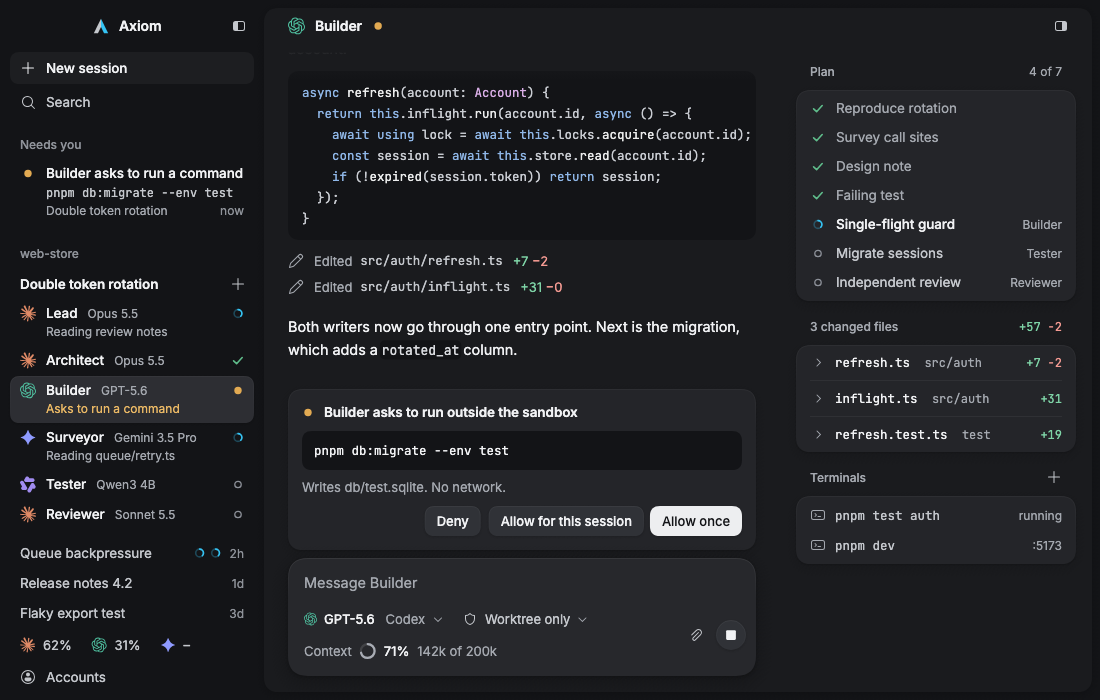 Axiom
New session
Search
Needs you
Builder asks to run a command
pnpm db:migrate --env test
Double token rotation now
web-store
Double token rotation
Lead Opus 5.5
Reading review notes
Architect Opus 5.5
Builder GPT-5.6
Asks to run a command
Surveyor Gemini 3.5 Pro
Reading queue/retry.ts
Tester Qwen3 4B
Reviewer Sonnet 5.5
Queue backpressure 2h
Release notes 4.2 1d
Flaky export test 3d
62% 31% –
Accounts
Builder
async refresh(account: Account) {
return this.inflight.run(account.id, async () => {
await using lock = await this.locks.acquire(account.id);
const session = await this.store.read(account.id);
if (!expired(session.token)) return session;
});
}
Edited src/auth/refresh.ts +7 −2
Edited src/auth/inflight.ts +31 −0
Both writers now go through one entry point. Next is the migration,
which adds a rotated_at column.
Builder asks to run outside the sandbox
pnpm db:migrate --env test
Writes db/test.sqlite. No network.
Deny Allow for this session Allow once
Message Builder
GPT-5.6 Codex Worktree only
Context 71% 142k of 200k
Plan 4 of 7
Reproduce rotation
Survey call sites
Design note
Failing test
Single-flight guard Builder
Migrate sessions Tester
Independent review Reviewer
3 changed files +57 -2
refresh.ts src/auth +7 -2
inflight.ts src/auth +31
refresh.test.ts test +19
Terminals
pnpm test auth running
pnpm dev :5173